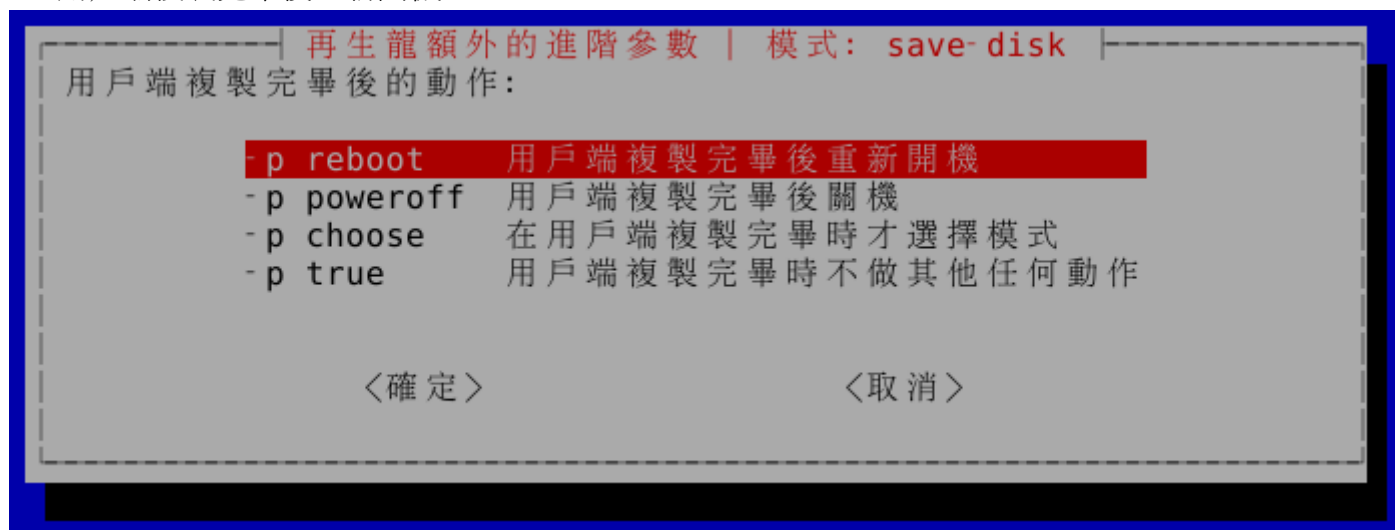 再生龍額外的進階參數 | 模式: save-disk
用戶端複製完畢後的動作:
-p reboot 用戶端複製完畢後重新開機
-p poweroff 用戶端複製完畢後關機
-p choose 在用戶端複製完畢時才選擇模式
-p true 用戶端複製完畢時不做其他任何動作
<確定> <取消>